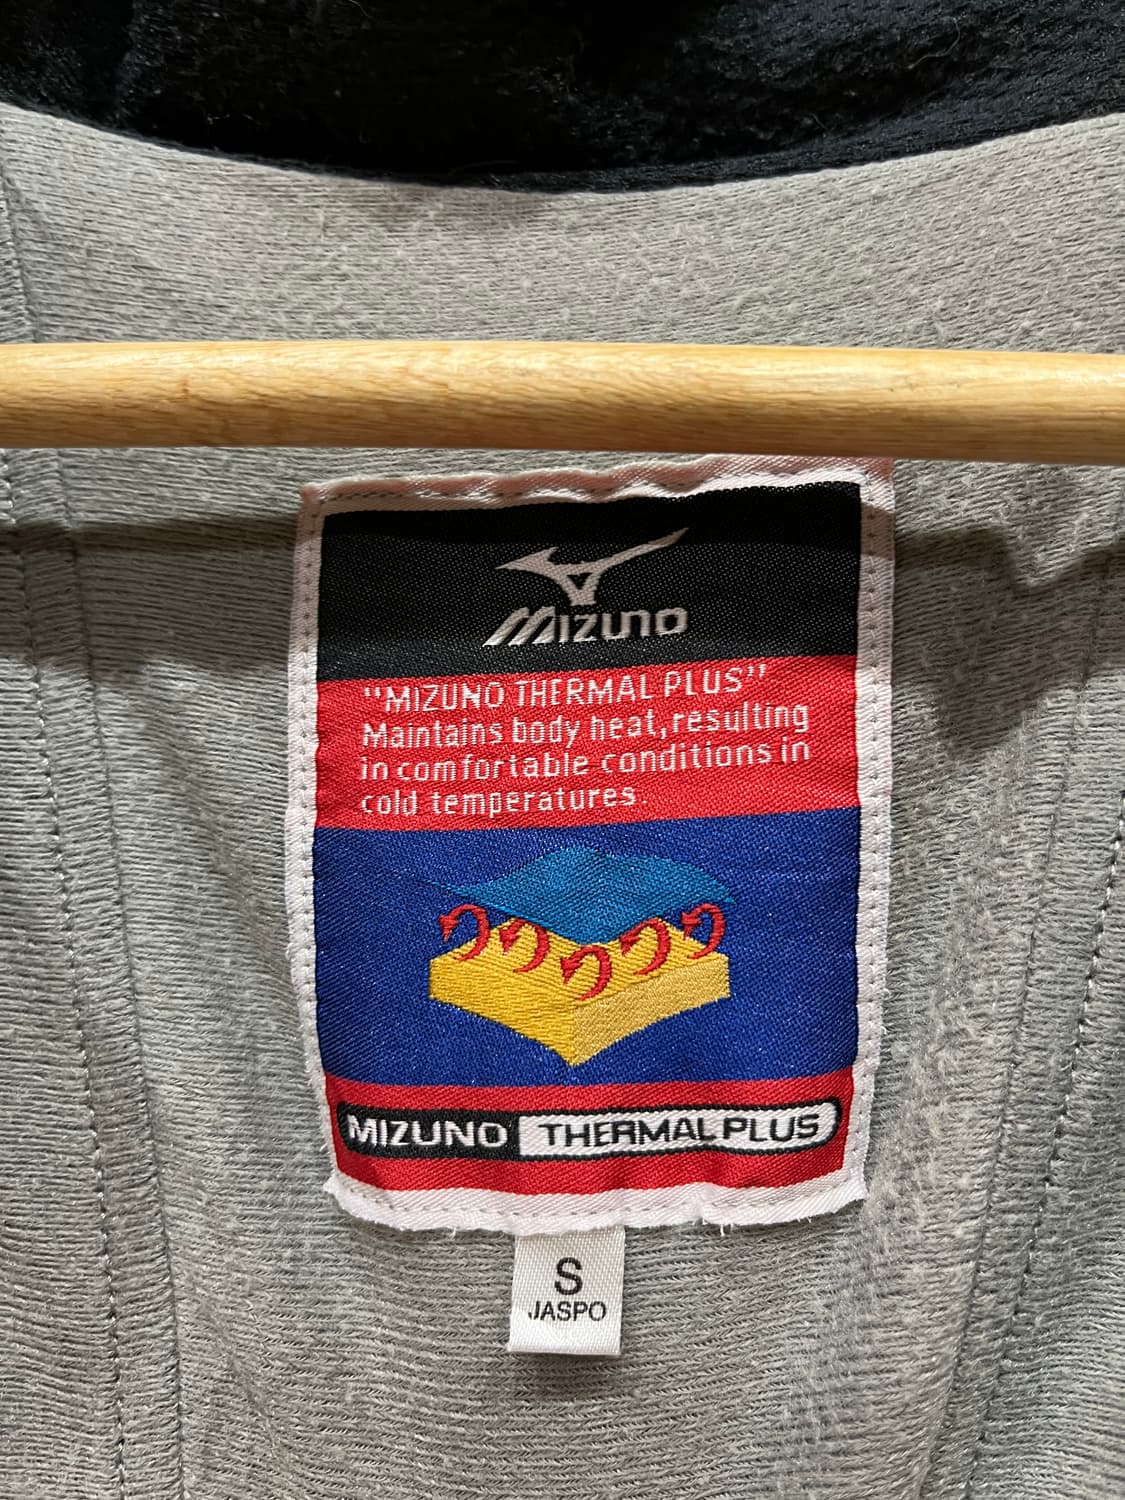 MIZUNO
"MIZUNO THERMAL PLUS"
Maintains body heat, resulting
in comfortable conditions in
cold temperatures.
MIZUNO THERMAL PLUS
S
JASPO